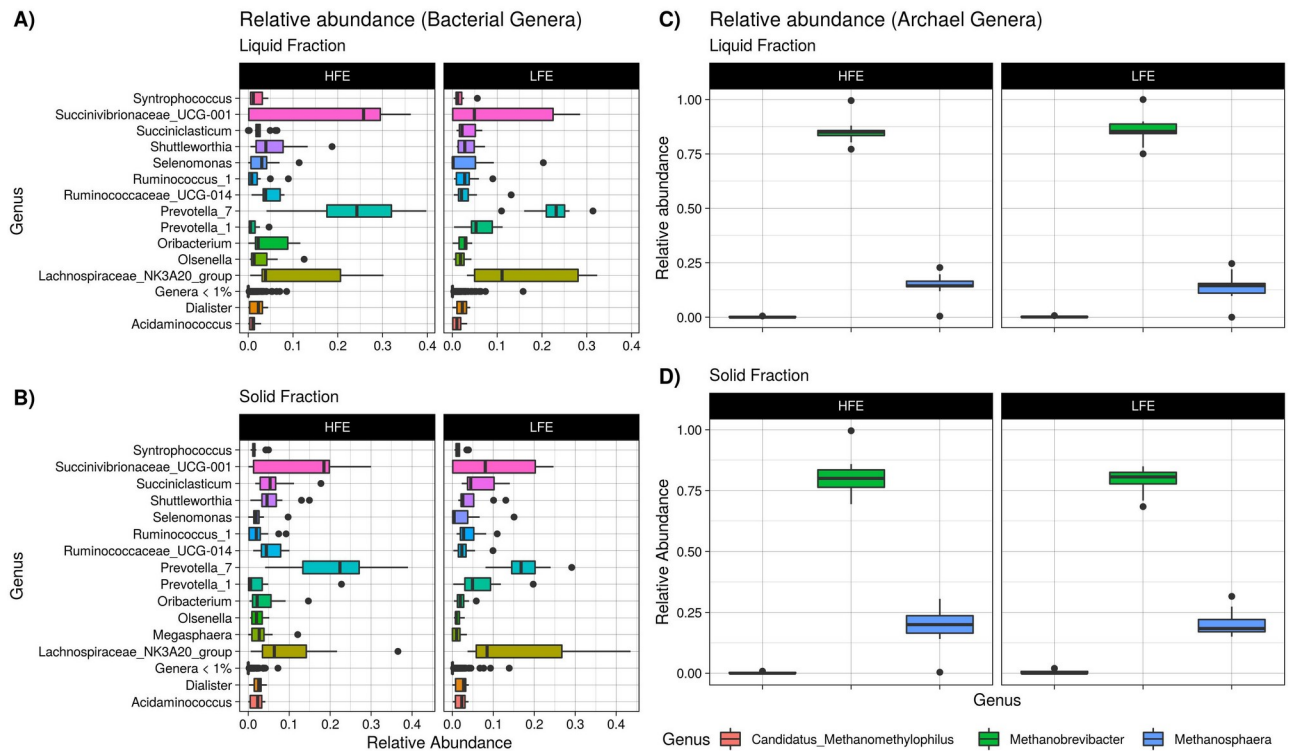 A)
Relative abundance (Bacterial Genera)
Liquid Fraction
HFE
LFE
Genus
Syntrophococcus
Succinivibrionaceae_UCG-001
Succiniclasticum
Shuttleworthia
Selenomonas
Ruminococcus_1
Ruminococcaceae_UCG-014
Prevotella_7
Prevotella_1
Oribacterium
Olsenella
Lachnospiraceae_NK3A20_group
Genera < 1%
Dialister
Acidaminococcus
0.0 0.1 0.2 0.3 0.4
0.0 0.1 0.2 0.3 0.4
B)
Solid Fraction
HFE
LFE
Genus
Syntrophococcus
Succinivibrionaceae_UCG-001
Succiniclasticum
Shuttleworthia
Selenomonas
Ruminococcus_1
Ruminococcaceae_UCG-014
Prevotella_7
Prevotella_1
Oribacterium
Olsenella
Megasphaera
Lachnospiraceae_NK3A20_group
Genera < 1%
Dialister
Acidaminococcus
0.0 0.1 0.2 0.3 0.4
0.0 0.1 0.2 0.3 0.4
Relative Abundance
C)
Relative abundance (Archael Genera)
Liquid Fraction
HFE
LFE
Relative abundance
1.00
0.75
0.50
0.25
0.00
D)
Solid Fraction
HFE
LFE
Relative Abundance
1.00
0.75
0.50
0.25
0.00
Genus
Genus Candidatus_Methanomethylophilus Methanobrevibacter Methanosphaera